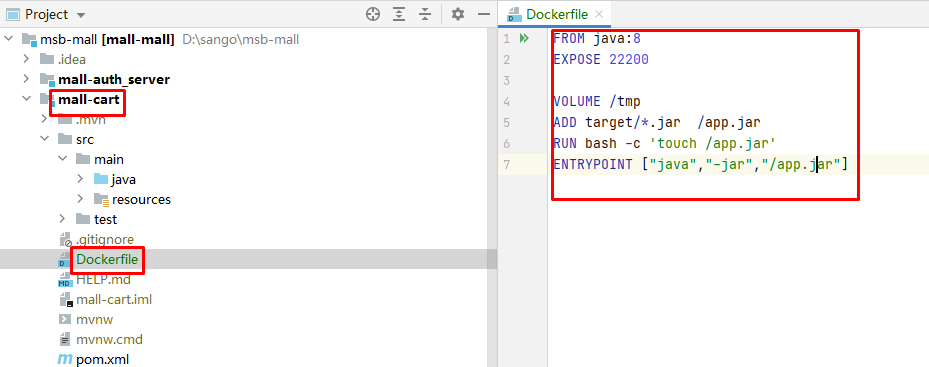 Project
msb-mall [mall-mall] D:\sango\msb-mall
.idea
mall-auth_server
mall-cart
.mvn
src
main
java
resources
test
.gitignore
Dockerfile
HELP.md
mall-cart.iml
mvnw
mvnw.cmd
pom.xml
Dockerfile
1 FROM java:8
2 EXPOSE 22200
3
4 VOLUME /tmp
5 ADD target/*.jar  /app.jar
6 RUN bash -c 'touch /app.jar'
7 ENTRYPOINT ["java","-jar","/app.jar"]